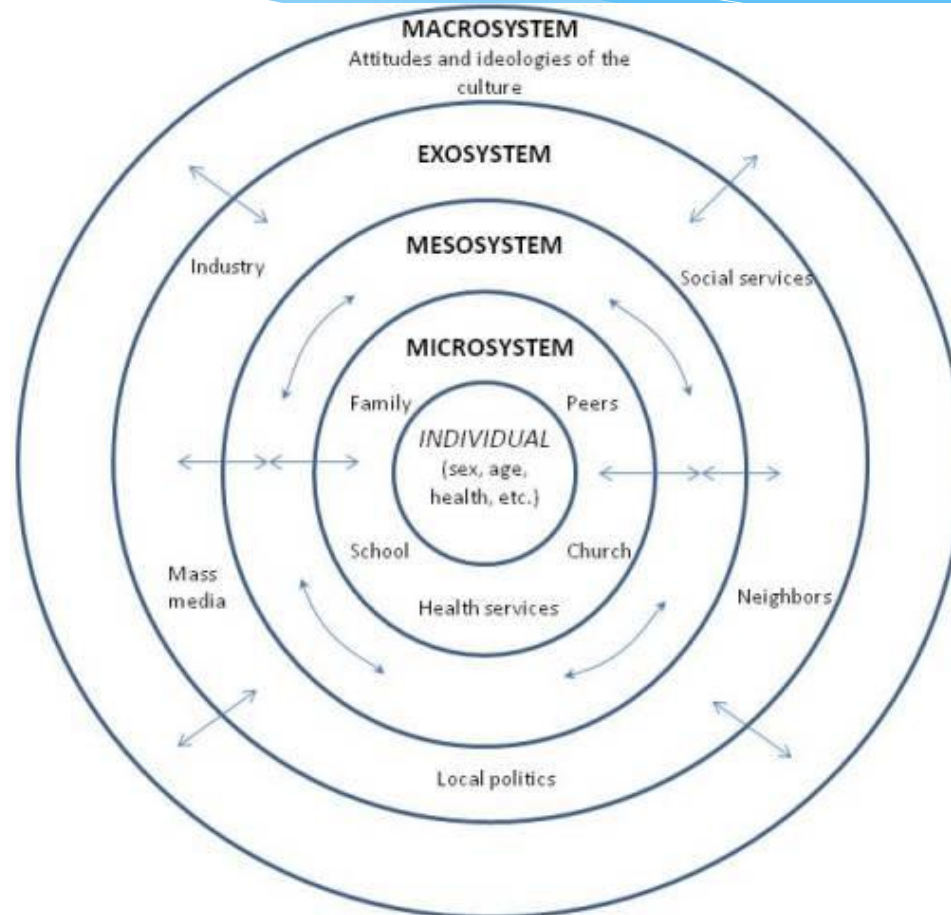 MACROSYSTEM
Attitudes and ideologies of the
culture
EXOSYSTEM
MESOSYSTEM
Industry
Social services
MICROSYSTEM
Family
Peers
INDIVIDUAL
(sex, age,
health, etc.)
School
Church
Mass
media
Health services
Neighbors
Local politics